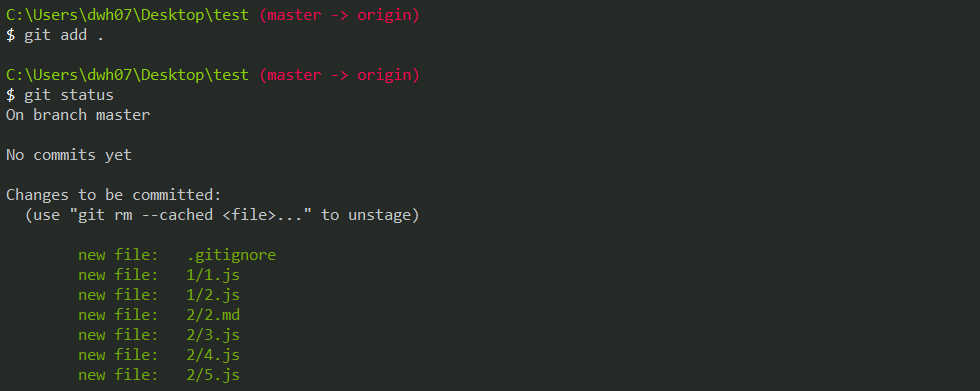 C:\Users\dwh07\Desktop\test (master -> origin)
$ git add .
C:\Users\dwh07\Desktop\test (master -> origin)
$ git status
On branch master
No commits yet
Changes to be committed:
(use "git rm --cached <file>..." to unstage)
new file: .gitignore
new file: 1/1.js
new file: 1/2.js
new file: 2/2.md
new file: 2/3.js
new file: 2/4.js
new file: 2/5.js